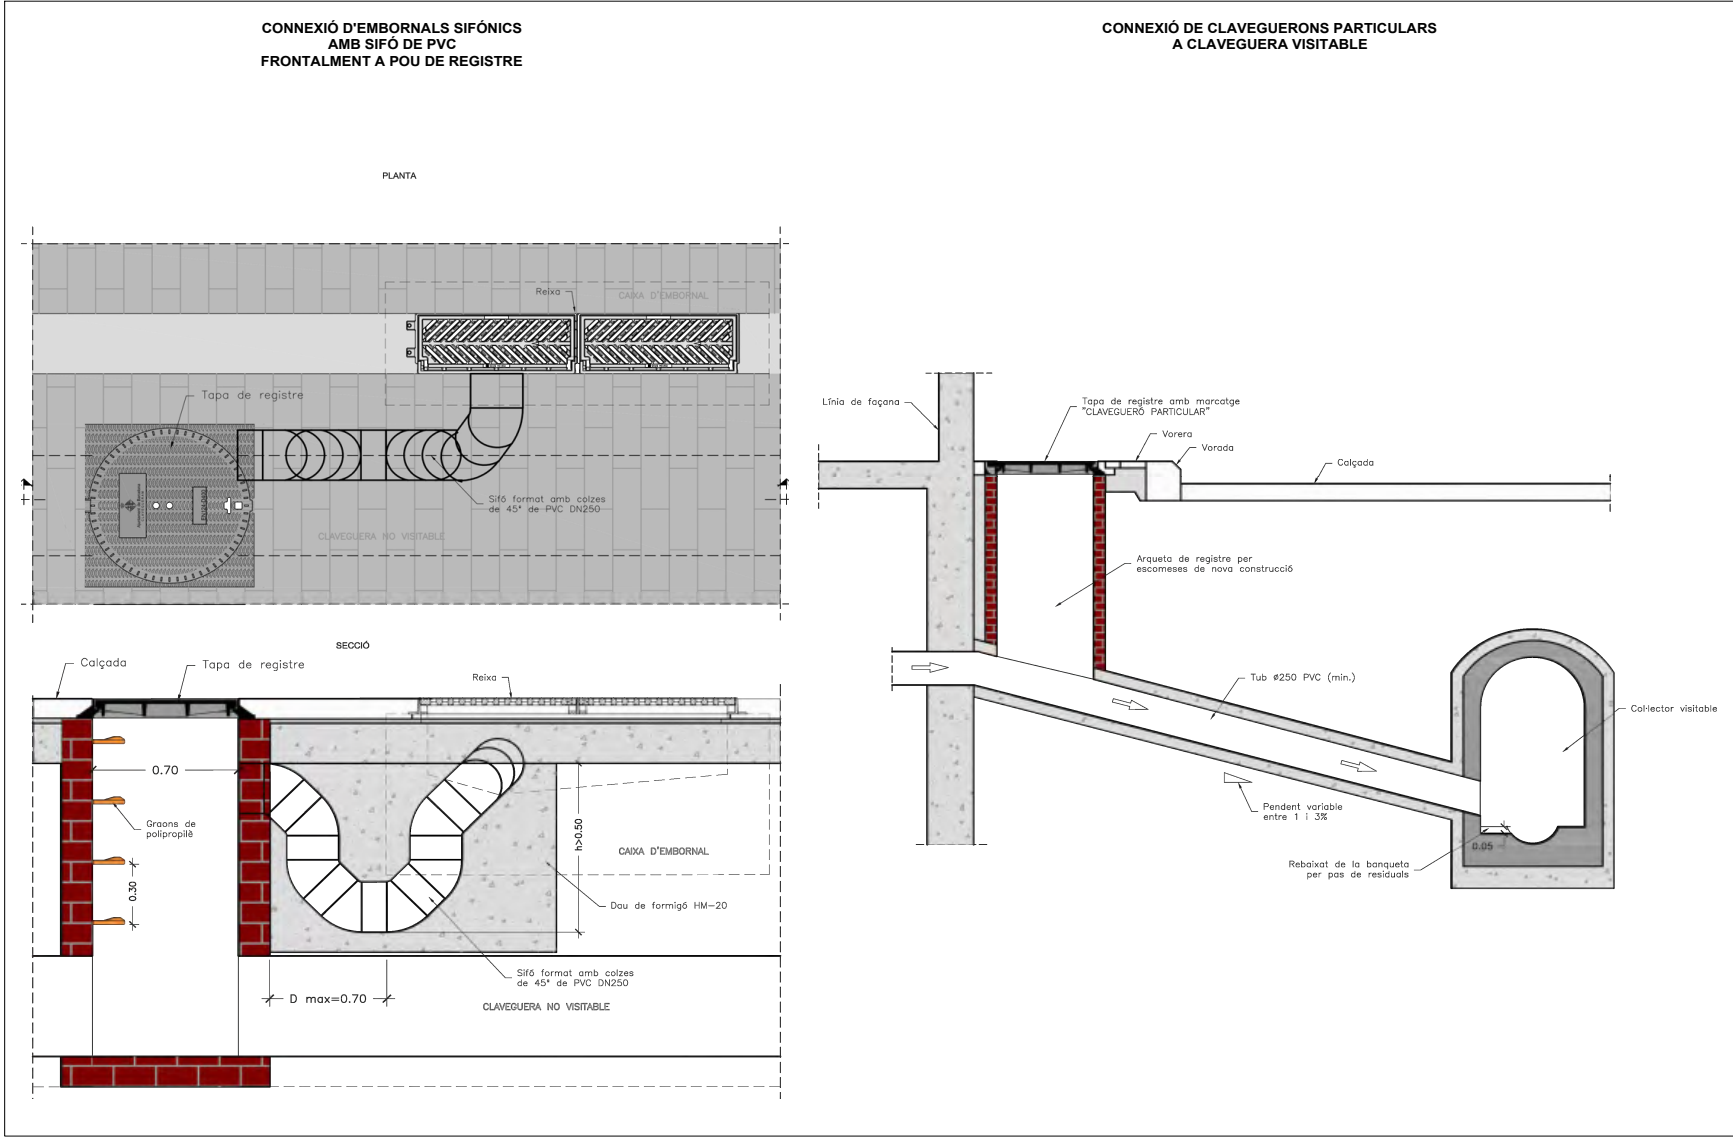 CONNEXIÓ D'EMBORNALS SIFÓNICS
AMB SIFÓ DE PVC
FRONTALMENT A POU DE REGISTRE
PLANTA
Reixa
CAIXA D'EMBORNAL
Tapa de registre
Sifó format amb colzes
de 45° de PVC DN250
CLAVEGUERA NO VISITABLE
SECCIÓ
Calçada
Tapa de registre
Reixa
0.70
Graons de
polipropilè
0.30
h>0.50
CAIXA D'EMBORNAL
Dau de formigó HM-20
Sifó format amb colzes
de 45° de PVC DN250
D max=0.70
CLAVEGUERA NO VISITABLE
CONNEXIÓ DE CLAVEGUERONS PARTICULARS
A CLAVEGUERA VISITABLE
Línia de façana
Tapa de registre amb marcatge
"CLAVEGUERÓ PARTICULAR"
Vorera
Vorada
Calçada
Arqueta de registre per
escomeses de nova construcció
Tub ø250 PVC (min.)
Col·lector visitable
Pendent variable
entre 1 i 3%
0.05
Rebaixat de la banqueta
per pas de residuals